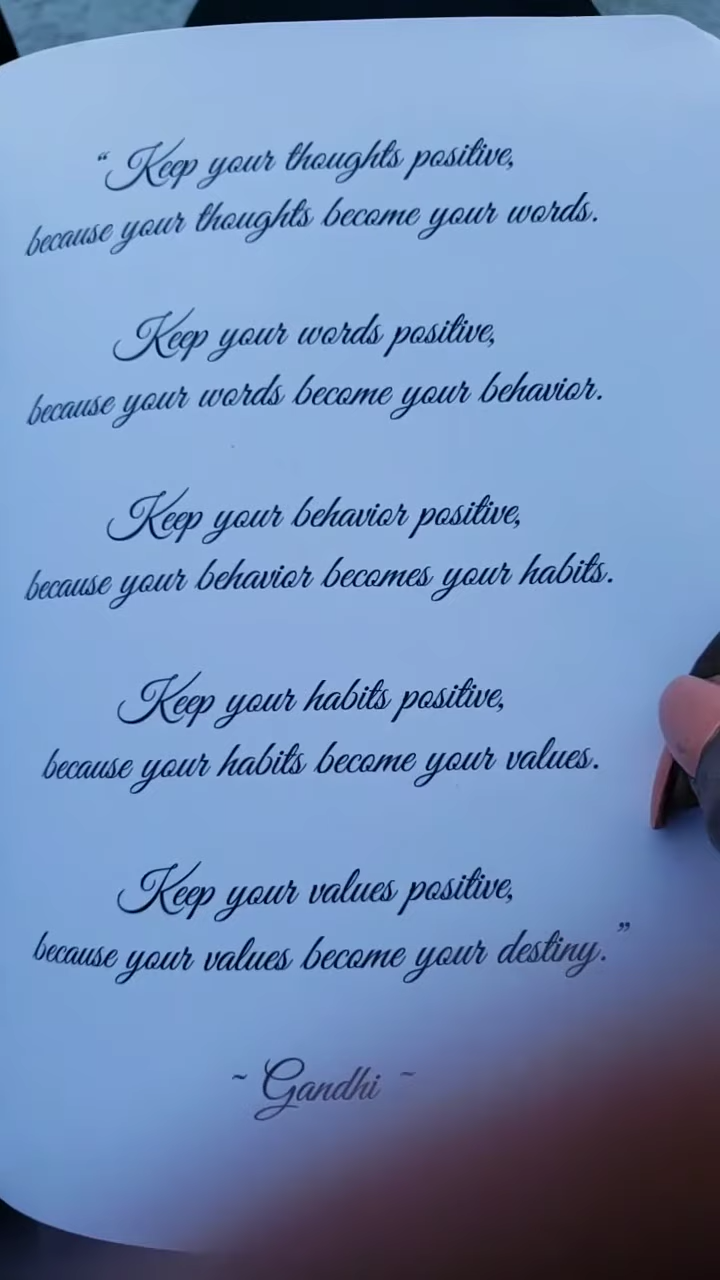 “Keep your thoughts positive,
because your thoughts become your words.
Keep your words positive,
because your words become your behavior.
Keep your behavior positive,
because your behavior becomes your habits.
Keep your habits positive,
because your habits become your values.
Keep your values positive,
because your values become your destiny.”
~ Gandhi ~